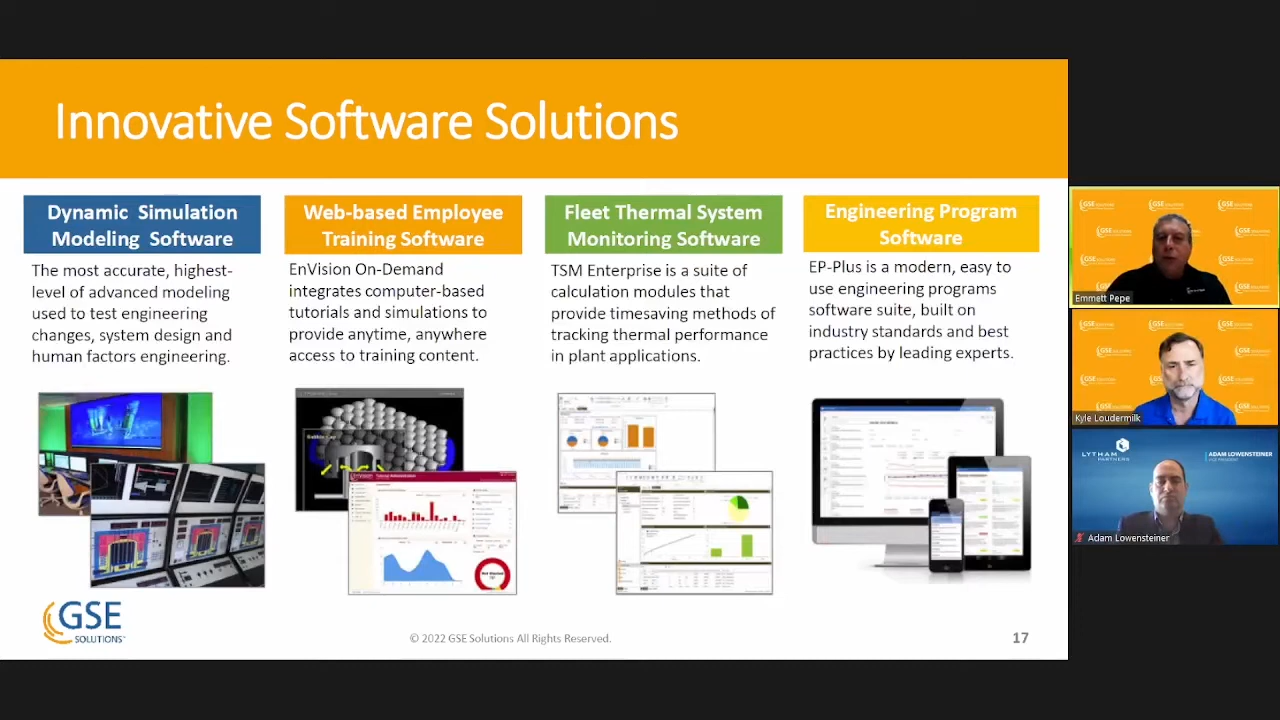 Innovative Software Solutions
Dynamic Simulation
Modeling Software
The most accurate, highest-
level of advanced modeling
used to test engineering
changes, system design and
human factors engineering.
Web-based Employee
Training Software
EnVision On-Demand
integrates computer-based
tutorials and simulations to
provide anytime, anywhere
access to training content.
Fleet Thermal System
Monitoring Software
TSM Enterprise is a suite of
calculation modules that
provide timesaving methods of
tracking thermal performance
in plant applications.
Engineering Program
Software
EP-Plus is a modern, easy to
use engineering programs
software suite, built on
industry standards and best
practices by leading experts.
Bubble Cap
GSE
SOLUTIONS
© 2022 GSE Solutions All Rights Reserved.
17
Emmett Pepe
Kyle Loudermilk
LYTHAM
PARTNERS
ADAM LOWENSTEINER
VICE PRESIDENT
Adam Lowensteiner